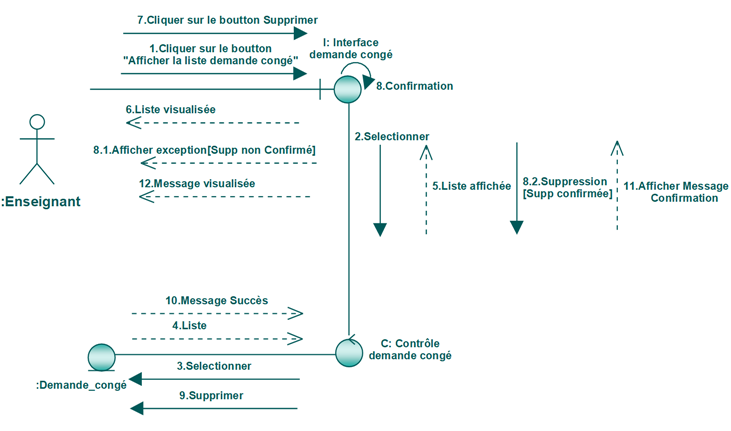 7.Cliquer sur le boutton Supprimer
1.Cliquer sur le boutton
"Afficher la liste demande congé"
I: Interface
demande congé
8.Confirmation
6.Liste visualisée
8.1.Afficher exception[Supp non Confirmé]
12.Message visualisée
:Enseignant
2.Selectionner
5.Liste affichée
8.2.Suppression
[Supp confirmée]
11.Afficher Message
Confirmation
10.Message Succès
4.Liste
C: Contrôle
demande congé
3.Selectionner
:Demande_congé
9.Supprimer